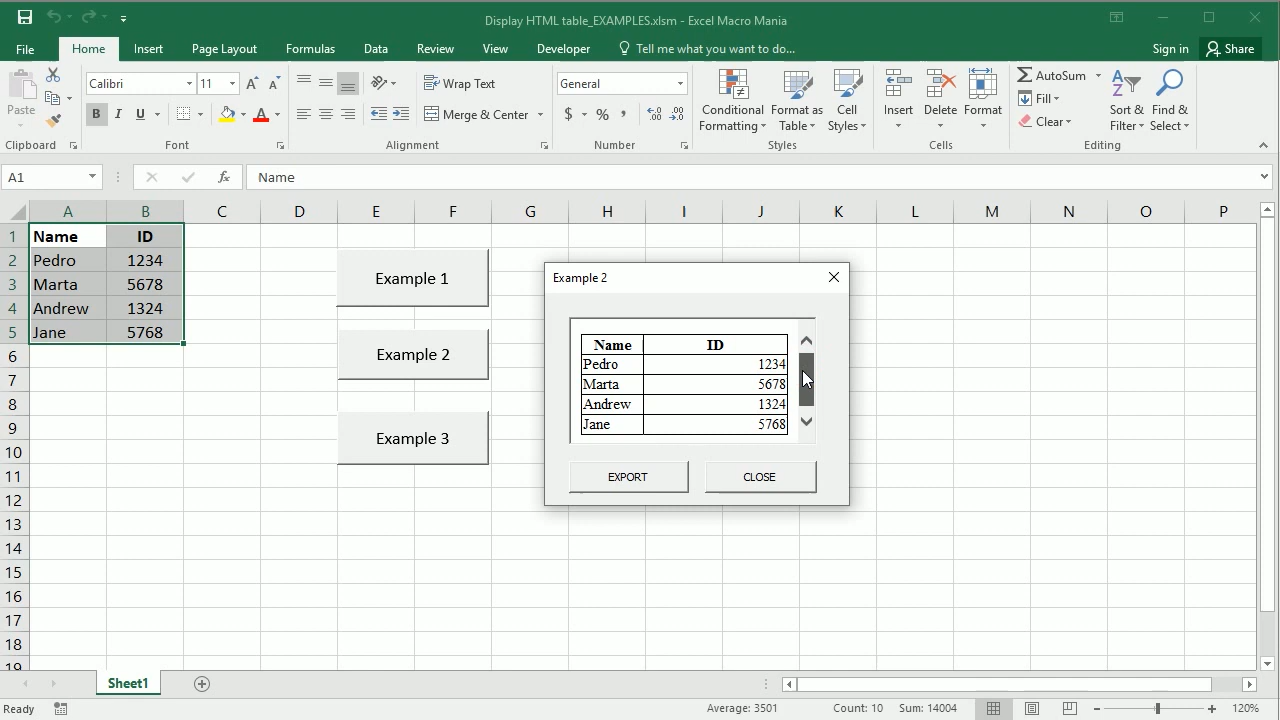 Display HTML table_EXAMPLES.xlsm - Excel Macro Mania
File Home Insert Page Layout Formulas Data Review View Developer Tell me what you want to do... Sign in Share
Paste
Calibri 11
B I U A
Wrap Text
Merge & Center
General
$ % ,
Conditional Formatting
Format as Table
Cell Styles
Insert Delete Format
AutoSum
Fill
Clear
Sort & Filter
Find & Select
Clipboard Font Alignment Number Styles Cells Editing
A1 fx Name
A B C D E F G H I J K L M N O P
1 Name ID
2 Pedro 1234
3 Marta 5678
4 Andrew 1324
5 Jane 5768
6
7
8
9
10
11
12
13
14
15
16
17
18
19
Example 1
Example 2
Example 3
Example 2
Name ID
Pedro 1234
Marta 5678
Andrew 1324
Jane 5768
EXPORT CLOSE
Sheet1
Ready Average: 3501 Count: 10 Sum: 14004 120%